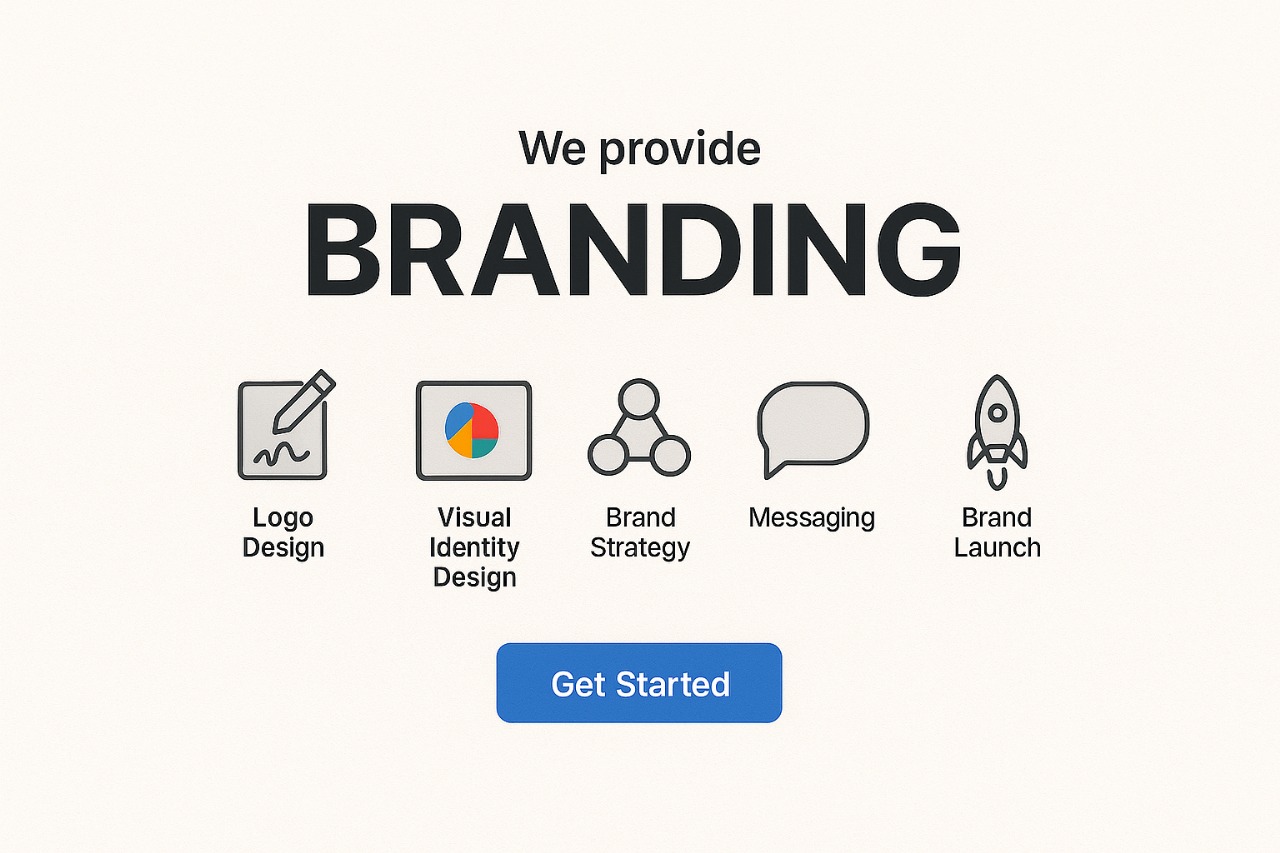 We provide
BRANDING
Logo
Design
Visual
Identity
Design
Brand
Strategy
Messaging
Brand
Launch
Get Started